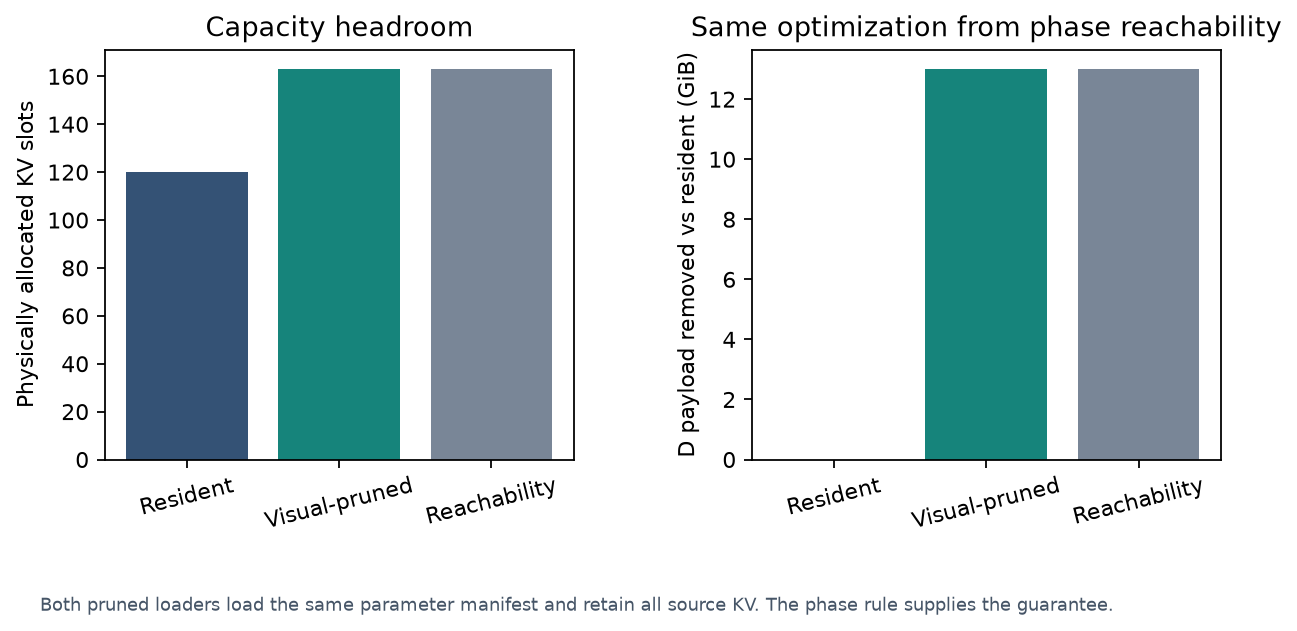 Capacity headroom
Physically allocated KV slots
160
140
120
100
80
60
40
20
0
Resident
Visual-pruned
Reachability
Same optimization from phase reachability
D payload removed vs resident (GiB)
12
10
8
6
4
2
0
Resident
Visual-pruned
Reachability
Both pruned loaders load the same parameter manifest and retain all source KV. The phase rule supplies the guarantee.